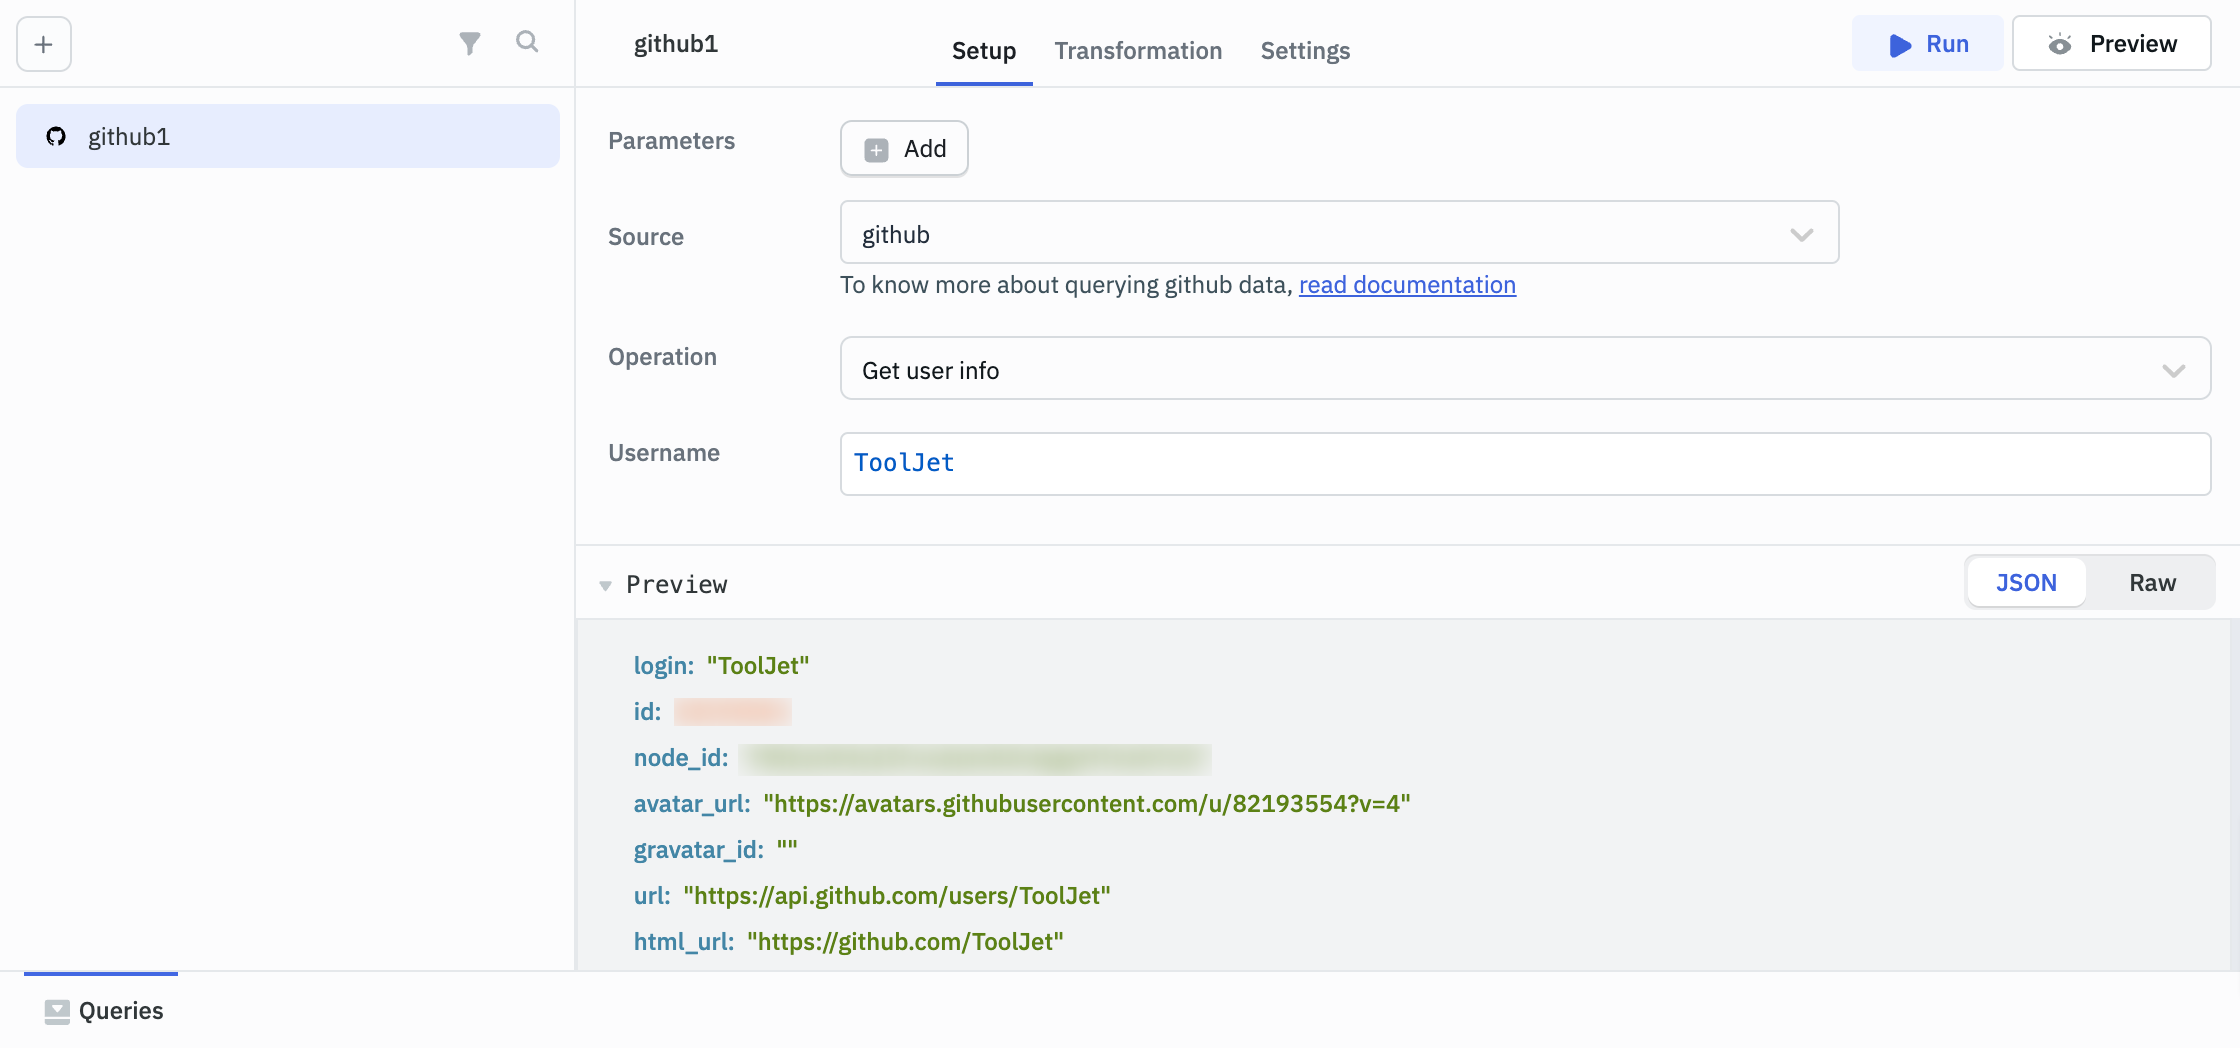 github1
github1
Setup Transformation Settings
Run
Preview
Parameters
Add
Source
github
To know more about querying github data, read documentation
Operation
Get user info
Username
ToolJet
Preview
JSON Raw
login: "ToolJet"
id:
node_id:
avatar_url: "https://avatars.githubusercontent.com/u/82193554?v=4"
gravatar_id: ""
url: "https://api.github.com/users/ToolJet"
html_url: "https://github.com/ToolJet"
Queries